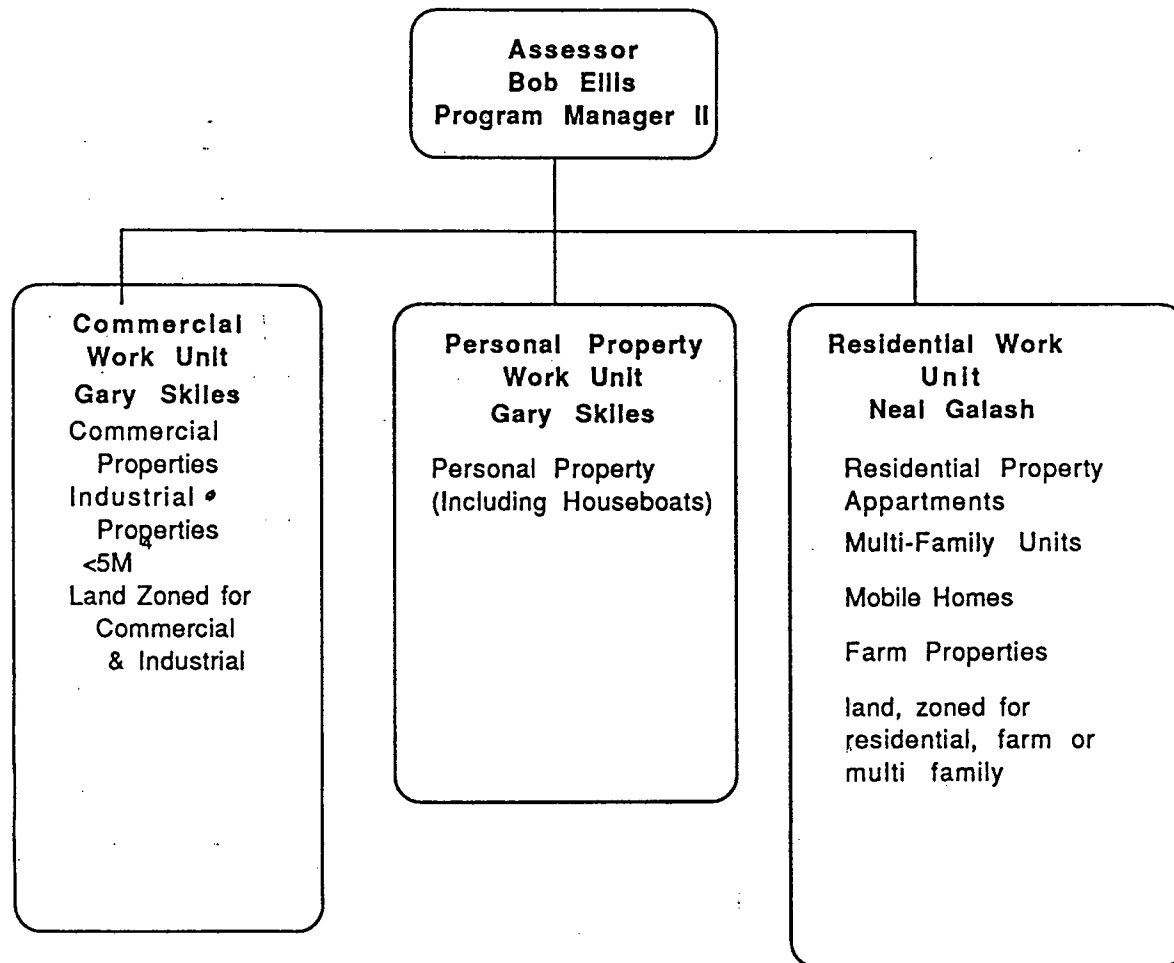 Assessor
Bob Ellis
Program Manager II
Commercial
Work Unit
Gary Skiles
Commercial
Properties
Industrial
Properties
<5M
Land Zoned for
Commercial
& Industrial
Personal Property
Work Unit
Gary Skiles
Personal Property
(Including Houseboats)
Residential Work
Unit
Neal Galash
Residential Property
Appartments
Multi-Family Units
Mobile Homes
Farm Properties
land, zoned for
residential, farm or
multi family